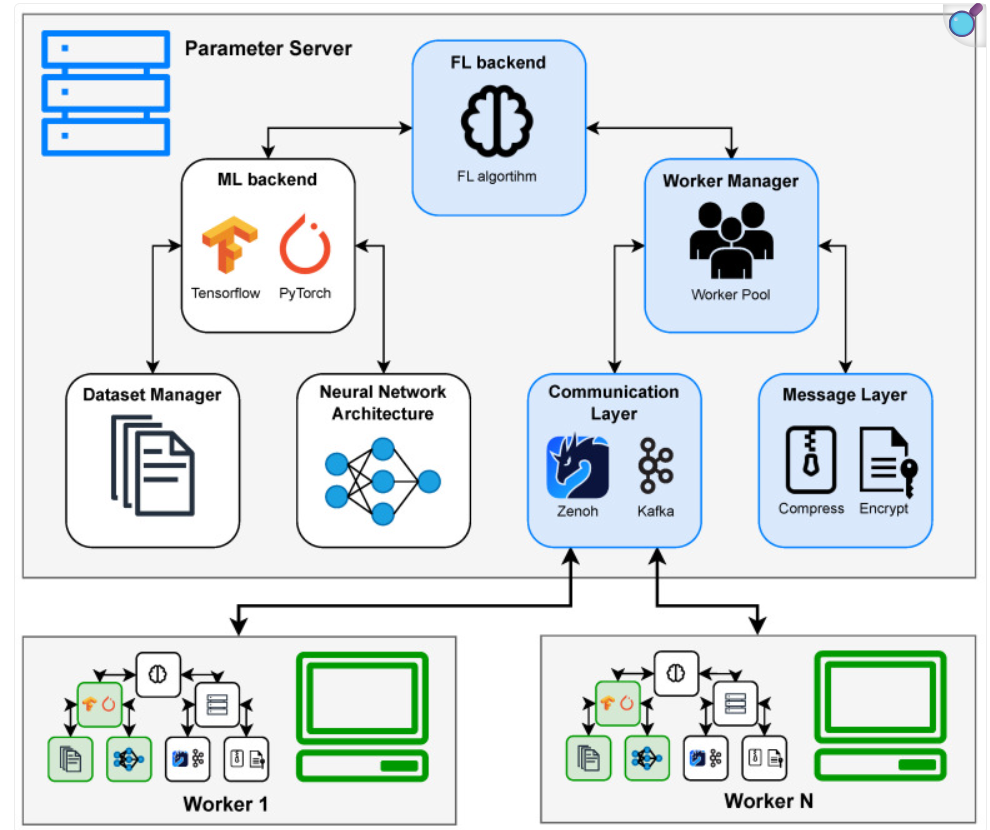 Parameter Server
FL backend
FL algortihm
ML backend
Tensorflow
PyTorch
Worker Manager
Worker Pool
Dataset Manager
Neural Network
Architecture
Communication
Layer
Zenoh
Kafka
Message Layer
Compress
Encrypt
Worker 1
Worker N